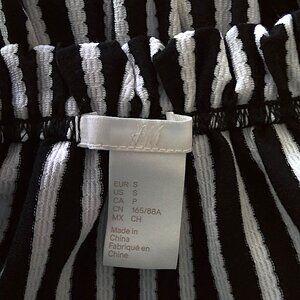 H&M
EUR S
US S
CA P
CN 165/88A
MX CH
Made in
China
Fabriqué en
Chine